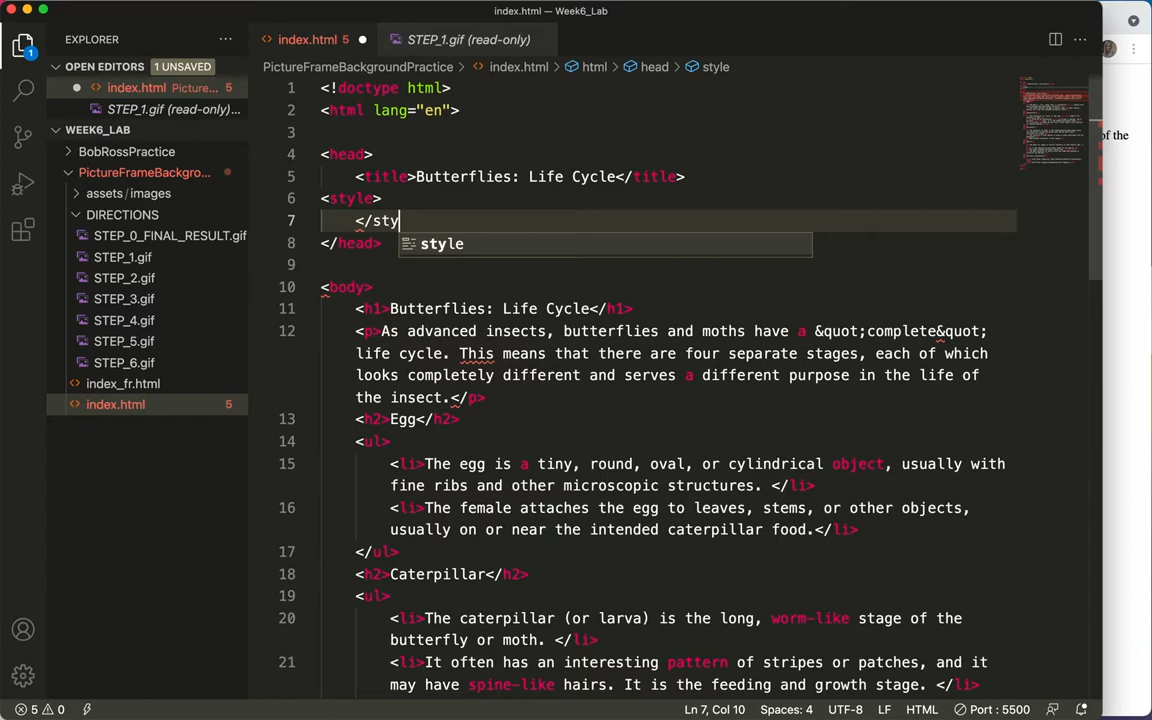 index.html — Week6_Lab
EXPLORER
index.html 5
STEP_1.gif (read-only)
OPEN EDITORS 1 UNSAVED
index.html Picture... 5
STEP_1.gif (read-only)...
WEEK6_LAB
BobRossPractice
PictureFrameBackgro...
assets/images
DIRECTIONS
STEP_0_FINAL_RESULT.gif
STEP_1.gif
STEP_2.gif
STEP_3.gif
STEP_4.gif
STEP_5.gif
STEP_6.gif
index_fr.html
index.html 5
1
PictureFrameBackgroundPractice > index.html > html > head > style
1 <!doctype html>
2 <html lang="en">
3
4 <head>
5 <title>Butterflies: Life Cycle</title>
6 <style>
7 </sty
style
8 </head>
9
10 <body>
11 <h1>Butterflies: Life Cycle</h1>
12 <p>As advanced insects, butterflies and moths have a &quot;complete&quot;
life cycle. This means that there are four separate stages, each of which
looks completely different and serves a different purpose in the life of
the insect.</p>
13 <h2>Egg</h2>
14 <ul>
15 <li>The egg is a tiny, round, oval, or cylindrical object, usually with
fine ribs and other microscopic structures. </li>
16 <li>The female attaches the egg to leaves, stems, or other objects,
usually on or near the intended caterpillar food.</li>
17 </ul>
18 <h2>Caterpillar</h2>
19 <ul>
20 <li>The caterpillar (or larva) is the long, worm-like stage of the
butterfly or moth. </li>
21 <li>It often has an interesting pattern of stripes or patches, and it
may have spine-like hairs. It is the feeding and growth stage. </li>
of the
5 0
Ln 7, Col 10 Spaces: 4 UTF-8 LF HTML Port : 5500